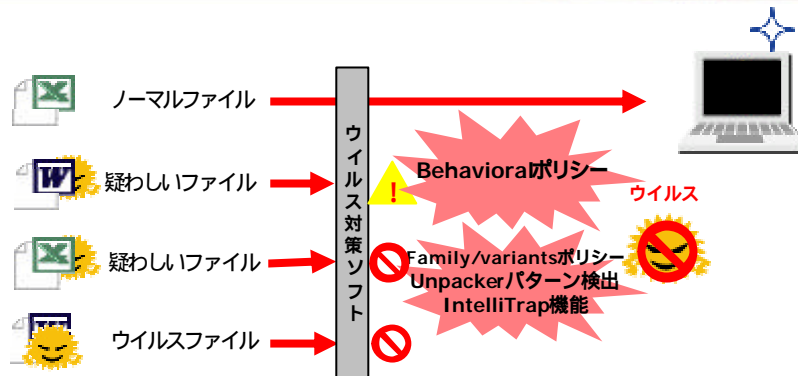 ノーマルファイル
疑わしいファイル
疑わしいファイル
ウイルスファイル
ウイルス対策ソフト
!
Behavioralポリシー
ウイルス
Family/variantsポリシー
Unpackerパターン検出
IntelliTrap機能
W